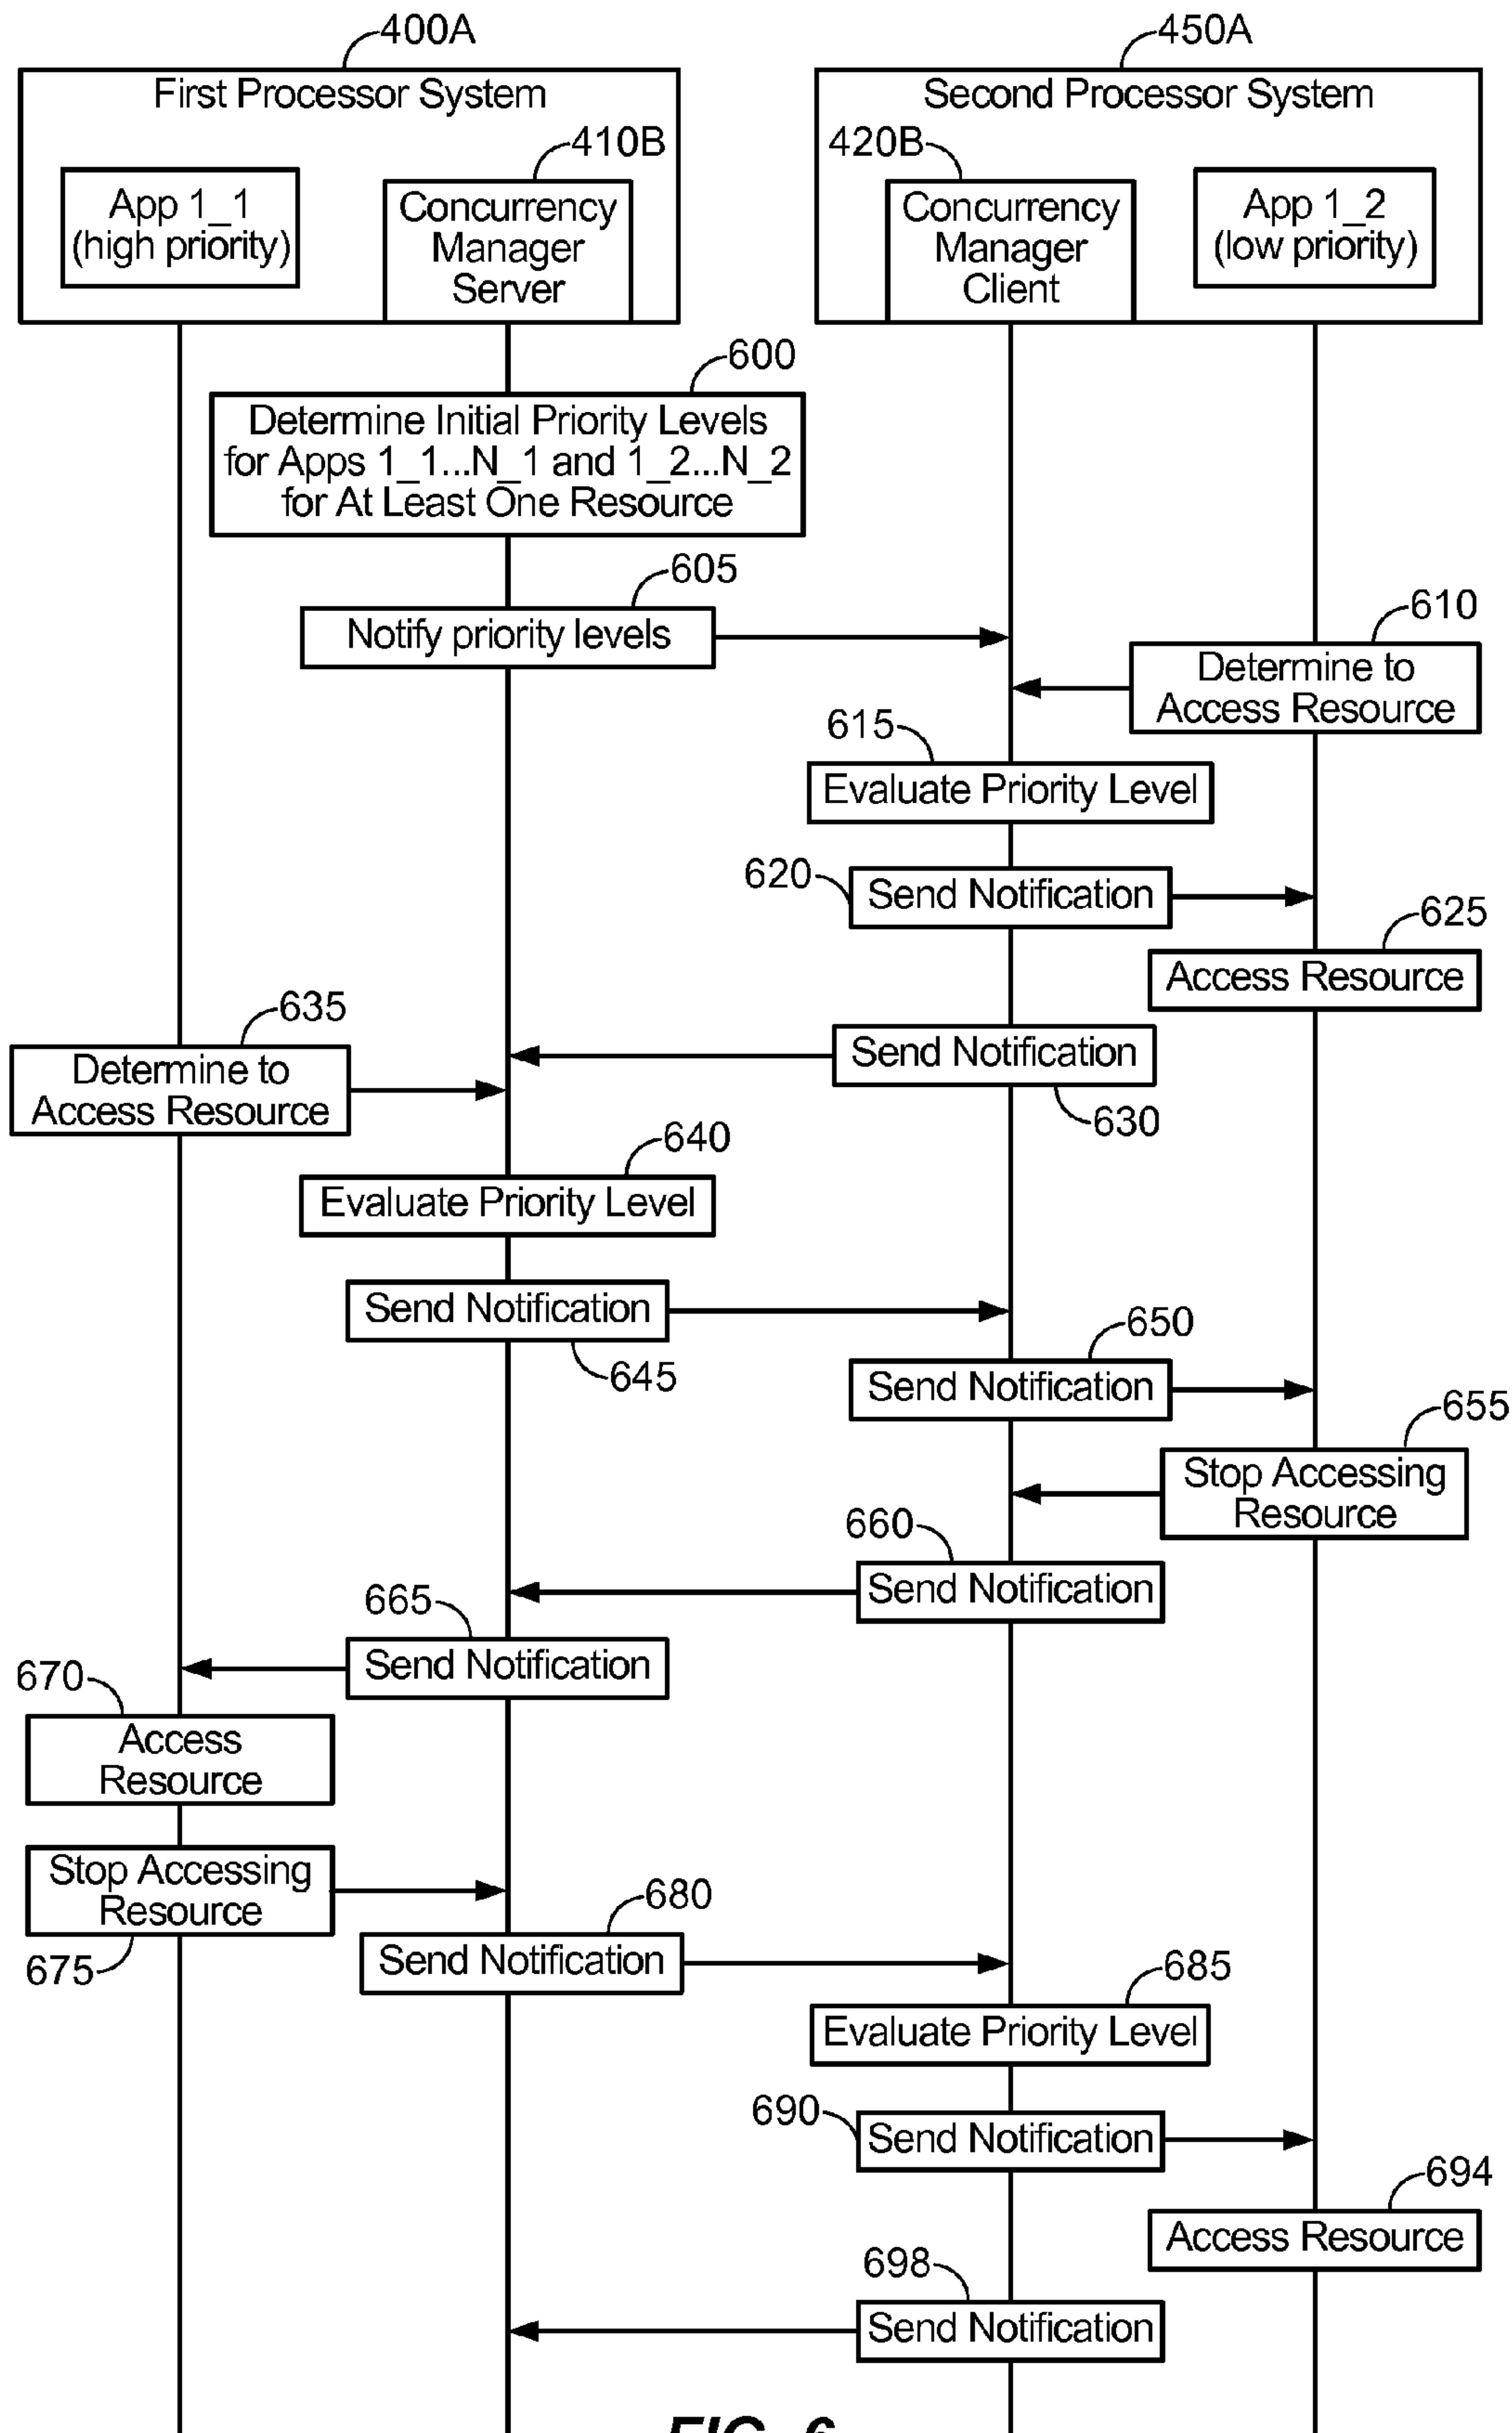 400A
450A
First Processor System
Second Processor System
410B
420B
App 1_1
(high priority)
Concurrency
Manager
Server
Concurrency
Manager
Client
App 1_2
(low priority)
600
Determine Initial Priority Levels
for Apps 1_1...N_1 and 1_2...N_2
for At Least One Resource
605
Notify priority levels
610
Determine to
Access Resource
615
Evaluate Priority Level
620
Send Notification
625
Access Resource
635
Determine to
Access Resource
Send Notification
630
640
Evaluate Priority Level
Send Notification
645
650
Send Notification
655
Stop Accessing
Resource
660
Send Notification
665
Send Notification
670
Access
Resource
Stop Accessing
Resource
675
680
Send Notification
685
Evaluate Priority Level
690
Send Notification
694
Access Resource
698
Send Notification
FIG. 6